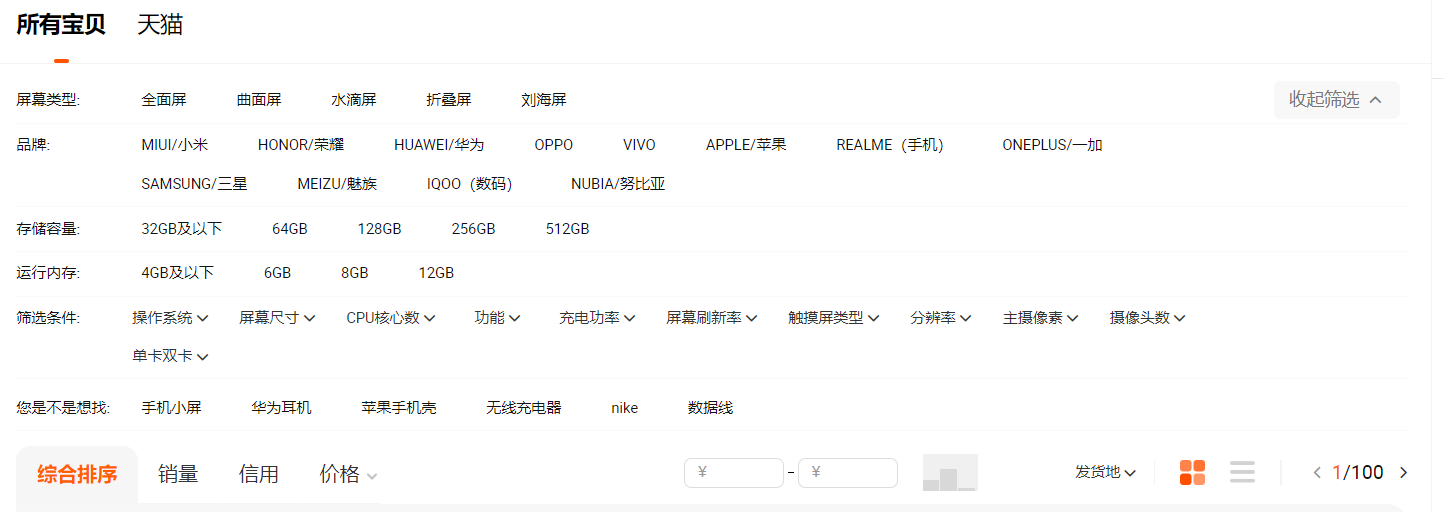 所有宝贝 天猫
屏幕类型: 全面屏 曲面屏 水滴屏 折叠屏 刘海屏 收起筛选
品牌: MIUI/小米 HONOR/荣耀 HUAWEI/华为 OPPO VIVO APPLE/苹果 REALME（手机） ONEPLUS/一加
SAMSUNG/三星 MEIZU/魅族 IQOO（数码） NUBIA/努比亚
存储容量: 32GB及以下 64GB 128GB 256GB 512GB
运行内存: 4GB及以下 6GB 8GB 12GB
筛选条件: 操作系统 屏幕尺寸 CPU核心数 功能 充电功率 屏幕刷新率 触摸屏类型 分辨率 主摄像素 摄像头数
单卡双卡
您是不是想找: 手机小屏 华为耳机 苹果手机壳 无线充电器 nike 数据线
综合排序 销量 信用 价格 ¥ - ¥ 发货地 1/100